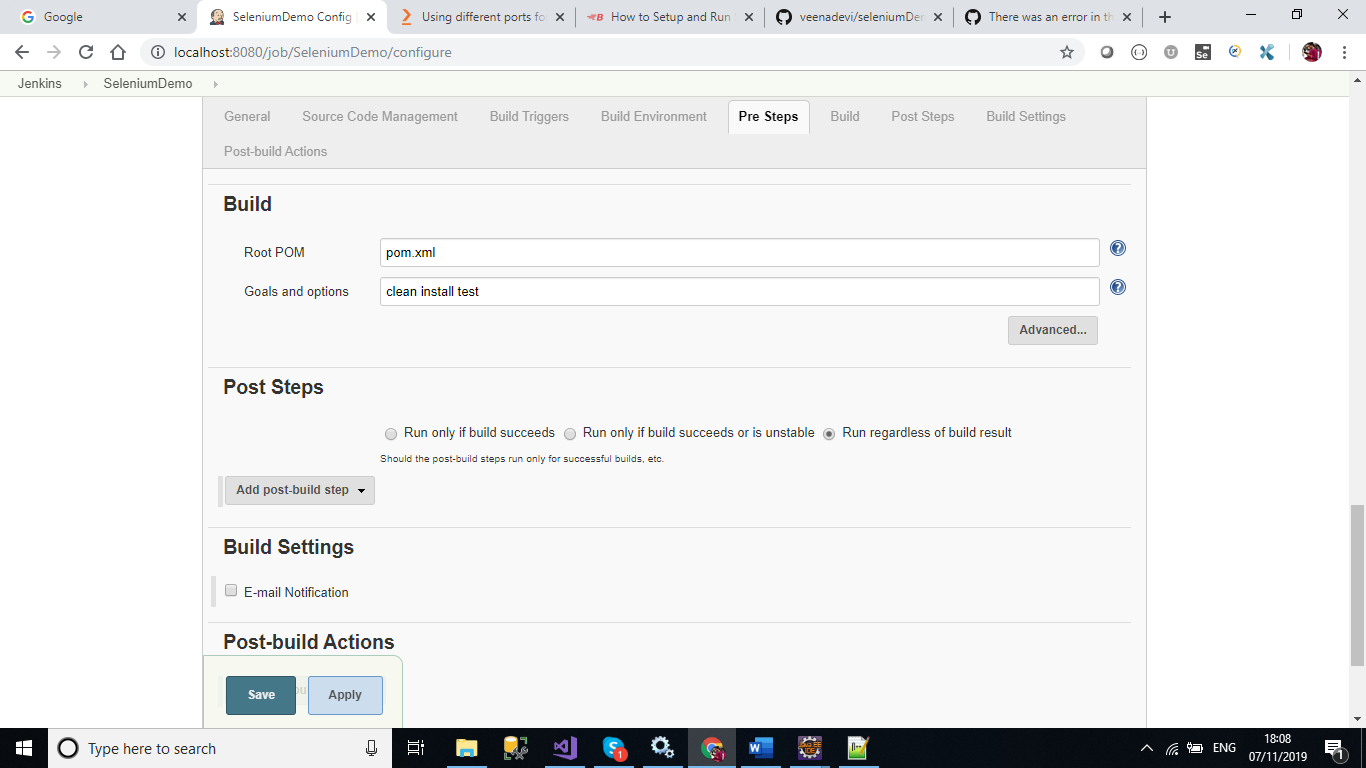 Google
SeleniumDemo Config
Using different ports fo
How to Setup and Run
veenadevi/seleniumDem
There was an error in th
localhost:8080/job/SeleniumDemo/configure
Jenkins
SeleniumDemo
General
Source Code Management
Build Triggers
Build Environment
Pre Steps
Build
Post Steps
Build Settings
Post-build Actions
Build
Root POM
pom.xml
Goals and options
clean install test
Advanced...
Post Steps
Run only if build succeeds
Run only if build succeeds or is unstable
Run regardless of build result
Should the post-build steps run only for successful builds, etc.
Add post-build step
Build Settings
E-mail Notification
Post-build Actions
Save
Apply
Type here to search
ENG
18:08
07/11/2019